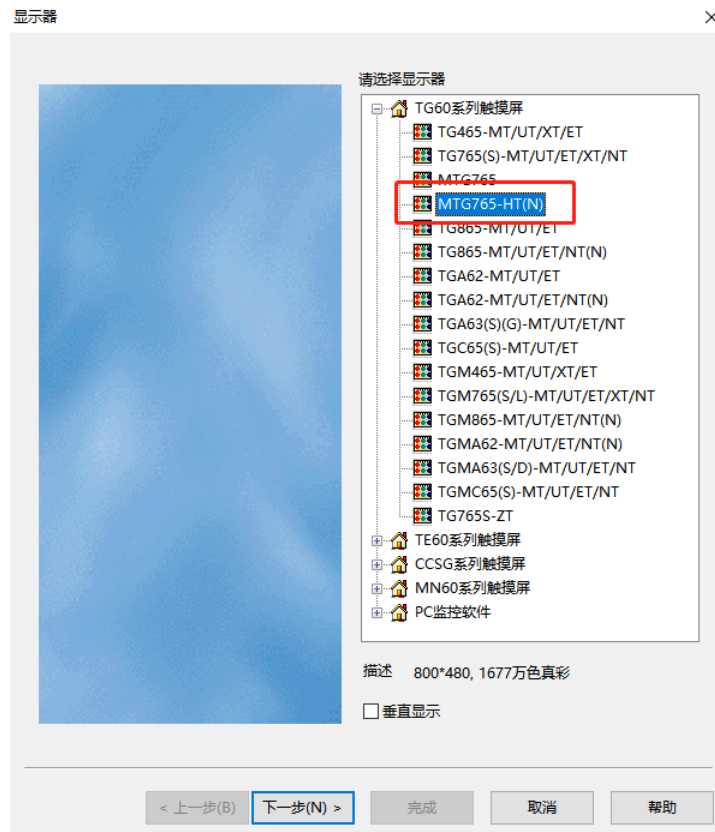 显示器
请选择显示器
TG60系列触摸屏
TG465-MT/UT/XT/ET
TG765(S)-MT/UT/ET/XT/NT
MTG765
MTG765-HT(N)
TG865-MT/UT/ET
TG865-MT/UT/ET/NT(N)
TGA62-MT/UT/ET
TGA62-MT/UT/ET/NT(N)
TGA63(S)(G)-MT/UT/ET/NT
TGC65(S)-MT/UT/ET
TGM465-MT/UT/XT/ET
TGM765(S/L)-MT/UT/ET/XT/NT
TGM865-MT/UT/ET/NT(N)
TGMA62-MT/UT/ET/NT(N)
TGMA63(S/D)-MT/UT/ET/NT
TGMC65(S)-MT/UT/ET/NT
TG765S-ZT
TE60系列触摸屏
CCSG系列触摸屏
MN60系列触摸屏
PC监控软件
描述 800*480, 1677万色真彩
垂直显示
< 上一步(B) 下一步(N) > 完成 取消 帮助